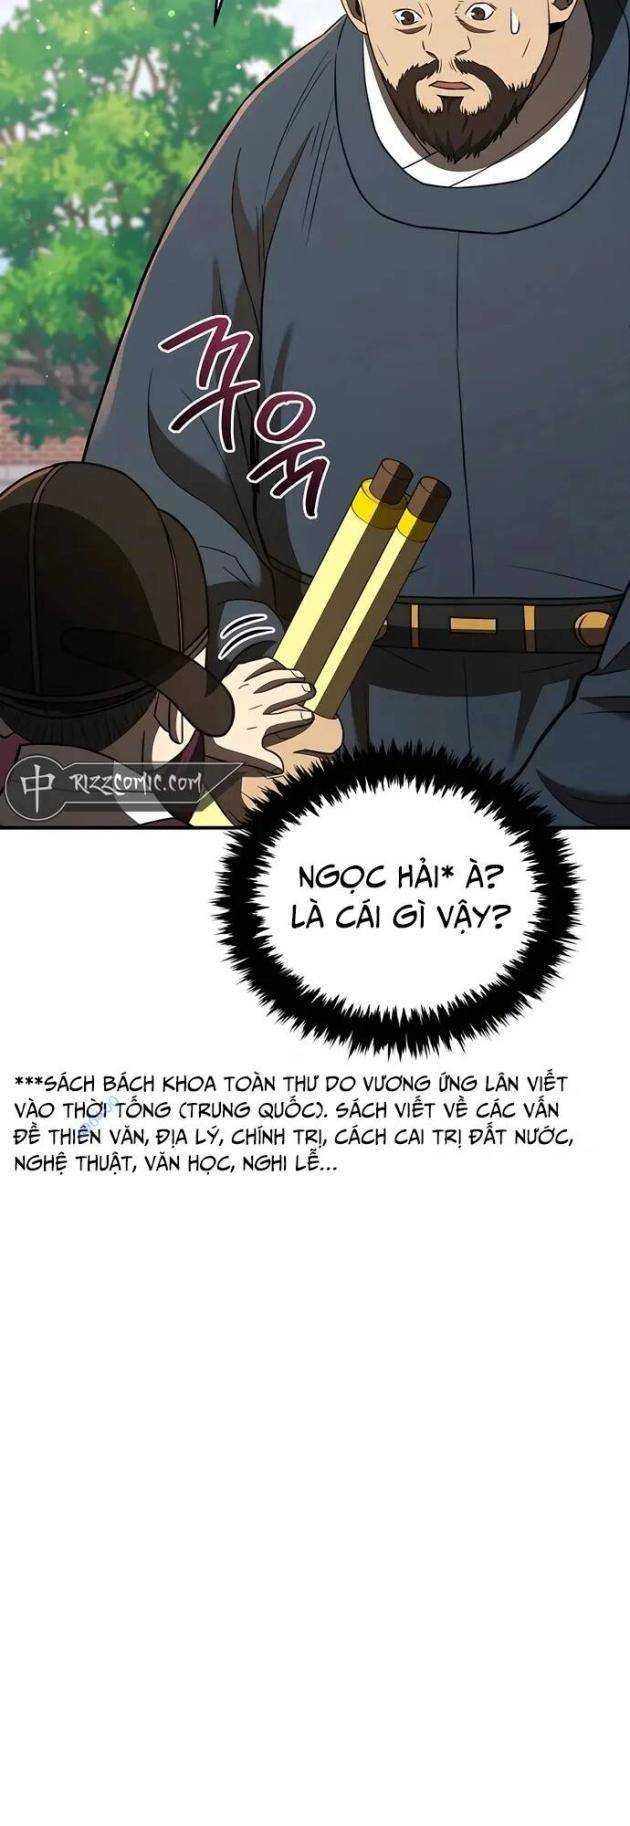 꾸욱
中 RIZZCOMIC.COM
NGỌC HẢI* À?
LÀ CÁI GÌ VẬY?
***SÁCH BÁCH KHOA TOÀN THƯ DO VƯƠNG ỨNG LÂN VIẾT
VÀO THỜI TỐNG (TRUNG QUỐC). SÁCH VIẾT VỀ CÁC VẤN
ĐỀ THIÊN VĂN, ĐỊA LÝ, CHÍNH TRỊ, CÁCH CAI TRỊ ĐẤT NƯỚC,
NGHỆ THUẬT, VĂN HỌC, NGHI LỄ...